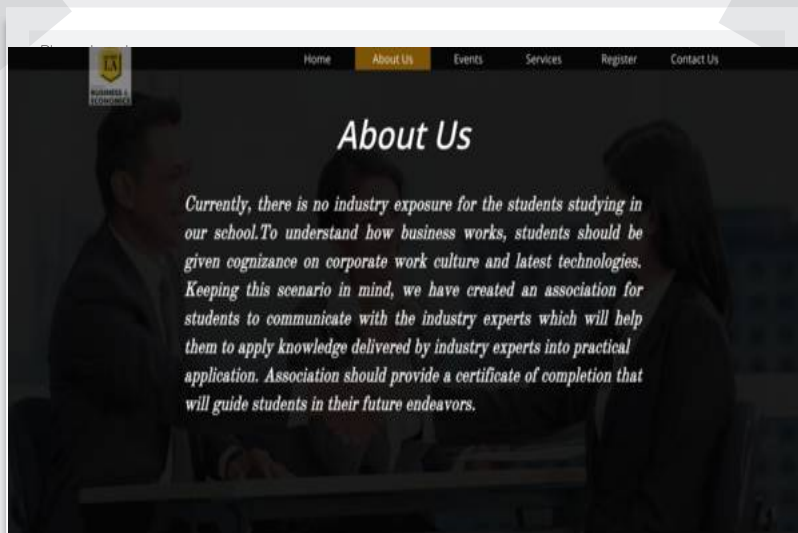 LA
BUSINESS &
ECONOMICS
Home About Us Events Services Register Contact Us
About Us
Currently, there is no industry exposure for the students studying in
our school.To understand how business works, students should be
given cognizance on corporate work culture and latest technologies.
Keeping this scenario in mind, we have created an association for
students to communicate with the industry experts which will help
them to apply knowledge delivered by industry experts into practical
application. Association should provide a certificate of completion that
will guide students in their future endeavors.